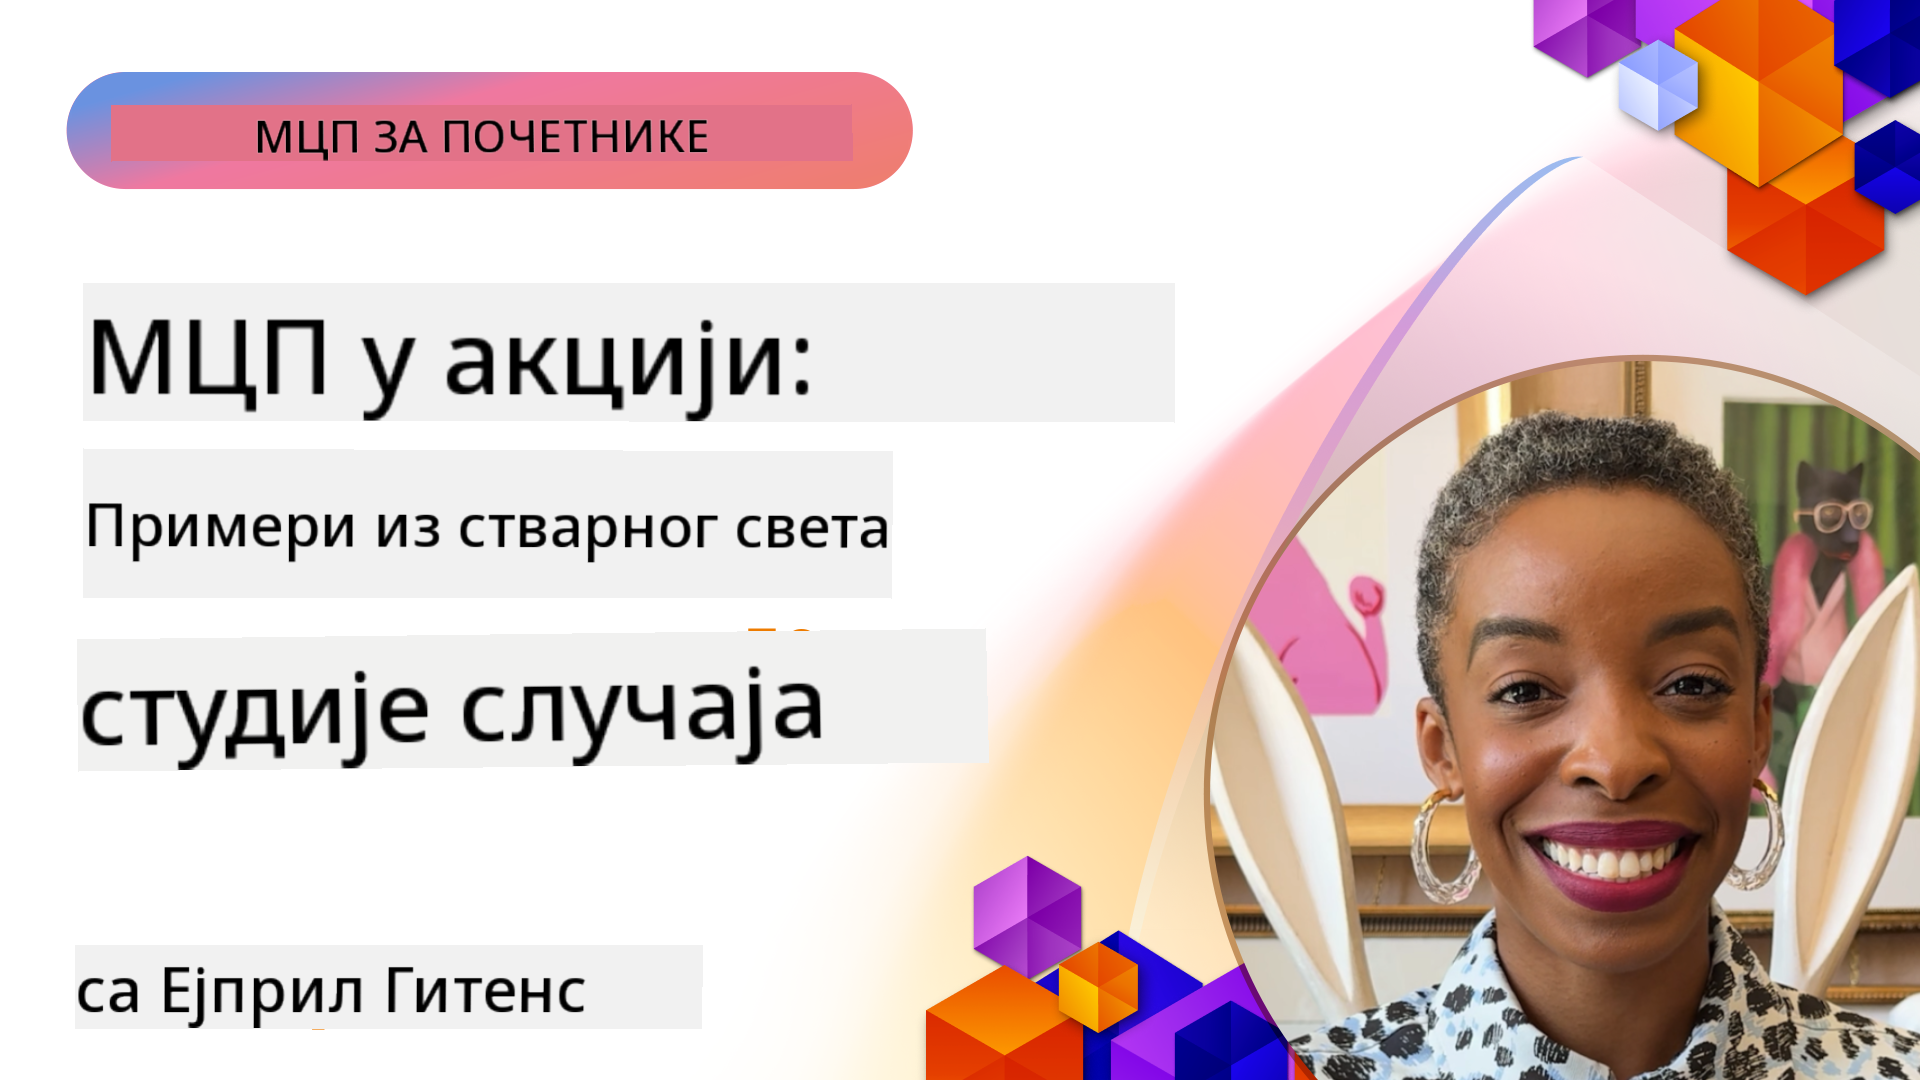 МЦП ЗА ПОЧЕТНИКЕ
МЦП у акцији:
Примери из стварног света
студије случаја
са Ејприл Гитенс